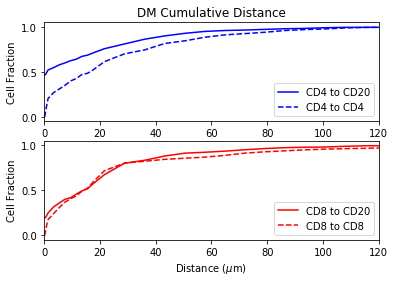 DM Cumulative Distance
Cell Fraction
1.0
0.5
0.0
CD4 to CD20
CD4 to CD4
0 20 40 60 80 100 120
Cell Fraction
1.0
0.5
0.0
CD8 to CD20
CD8 to CD8
0 20 40 60 80 100 120
Distance (μm)